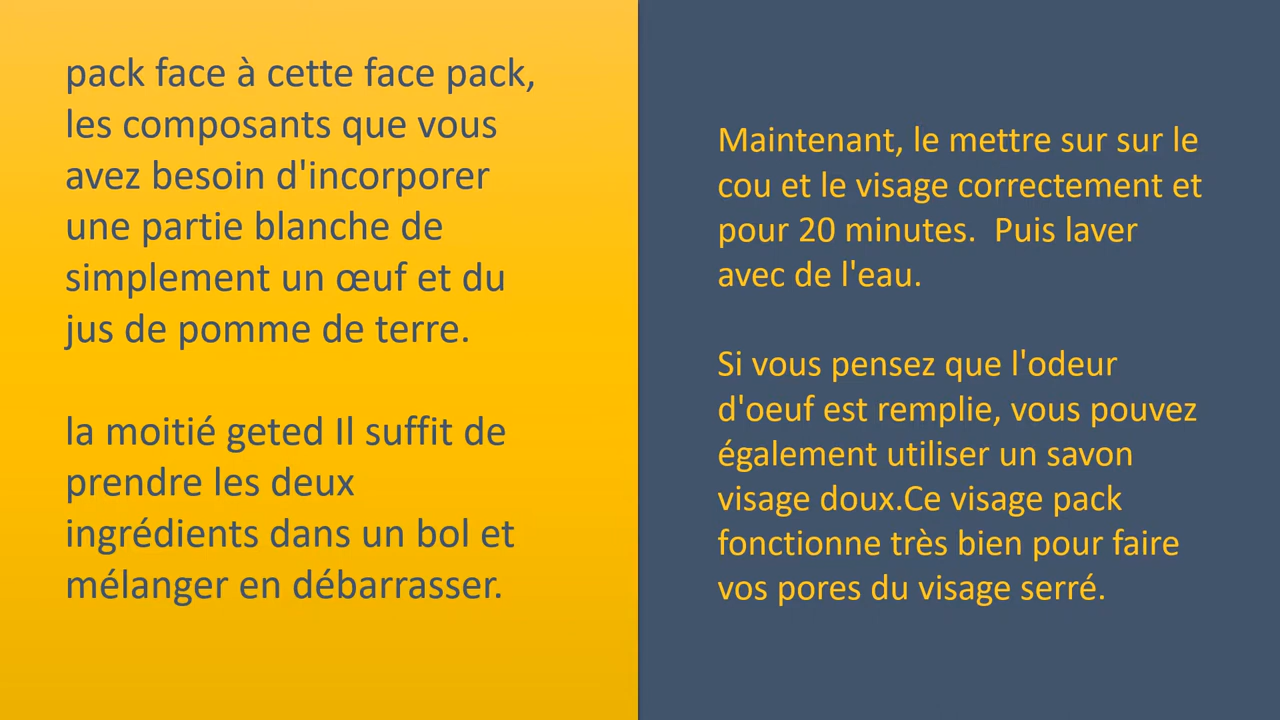 pack face à cette face pack,
les composants que vous
avez besoin d'incorporer
une partie blanche de
simplement un œuf et du
jus de pomme de terre.
la moitié geted Il suffit de
prendre les deux
ingrédients dans un bol et
mélanger en débarrasser.
Maintenant, le mettre sur sur le
cou et le visage correctement et
pour 20 minutes.  Puis laver
avec de l'eau.
Si vous pensez que l'odeur
d'oeuf est remplie, vous pouvez
également utiliser un savon
visage doux.Ce visage pack
fonctionne très bien pour faire
vos pores du visage serré.